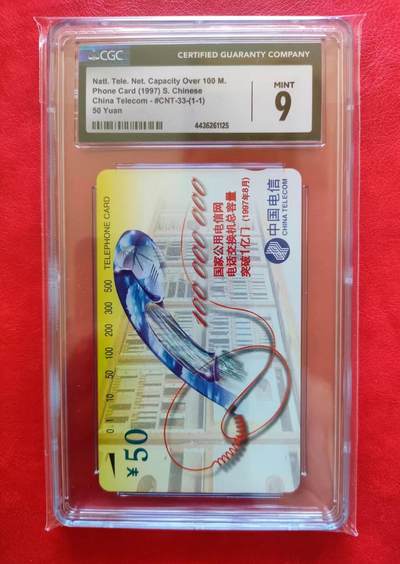 CGC
CERTIFIED GUARANTY COMPANY
Natl. Tele. Net. Capacity Over 100 M.
Phone Card (1997) S. Chinese
China Telecom - #CNT-33-(1-1)
50 Yuan
4436261125
MINT
9
中国电信
CHINA TELECOM
100 000 000
国家公用电信网
电话交换机总容量
突破1亿门 (1997年8月)
TELEPHONE CARD
0 10 50 100 200 300 500
¥50